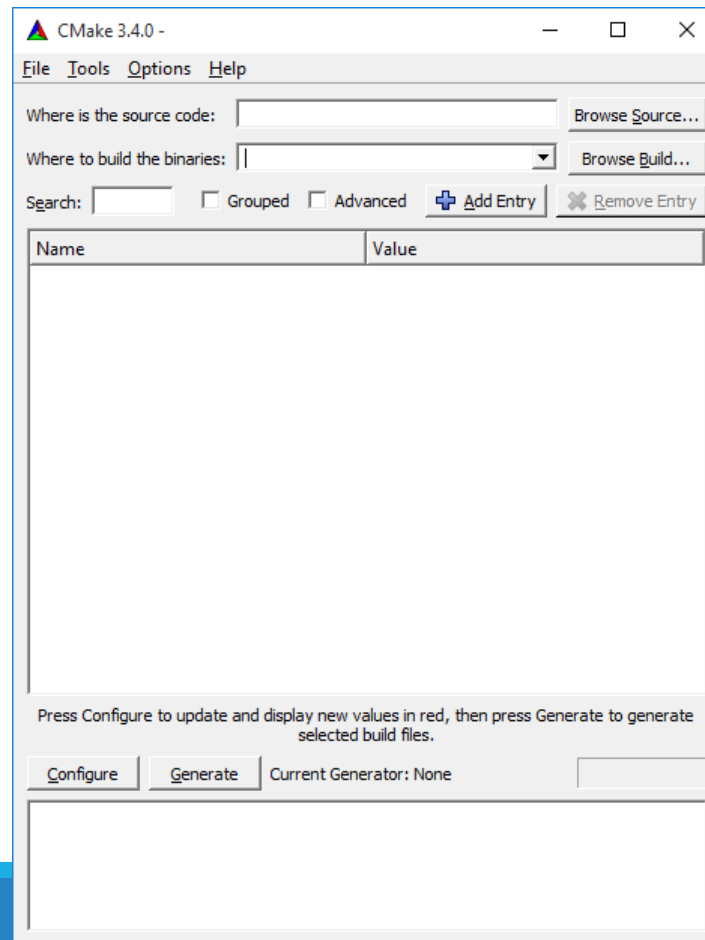 CMake 3.4.0 -
File Tools Options Help
Where is the source code: Browse Source...
Where to build the binaries: Browse Build...
Search: Grouped Advanced Add Entry Remove Entry
Name Value
Press Configure to update and display new values in red, then press Generate to generate
selected build files.
Configure Generate Current Generator: None